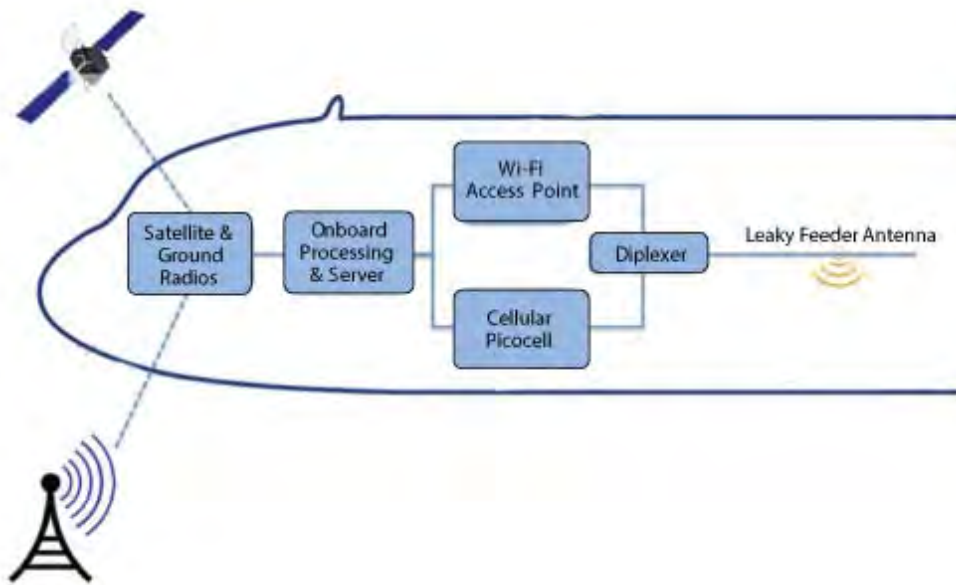 Satellite &
Ground
Radios
Onboard
Processing
& Server
Wi-Fi
Access Point
Cellular
Picocell
Diplexer
Leaky Feeder Antenna